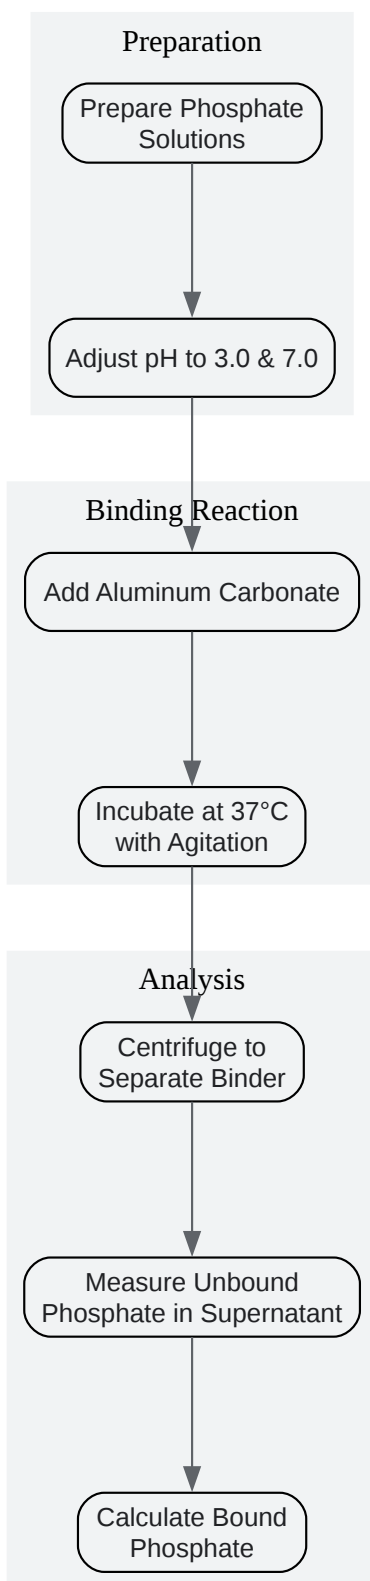 Preparation
Prepare Phosphate
Solutions
Adjust pH to 3.0 & 7.0
Binding Reaction
Add Aluminum Carbonate
Incubate at 37°C
with Agitation
Analysis
Centrifuge to
Separate Binder
Measure Unbound
Phosphate in Supernatant
Calculate Bound
Phosphate